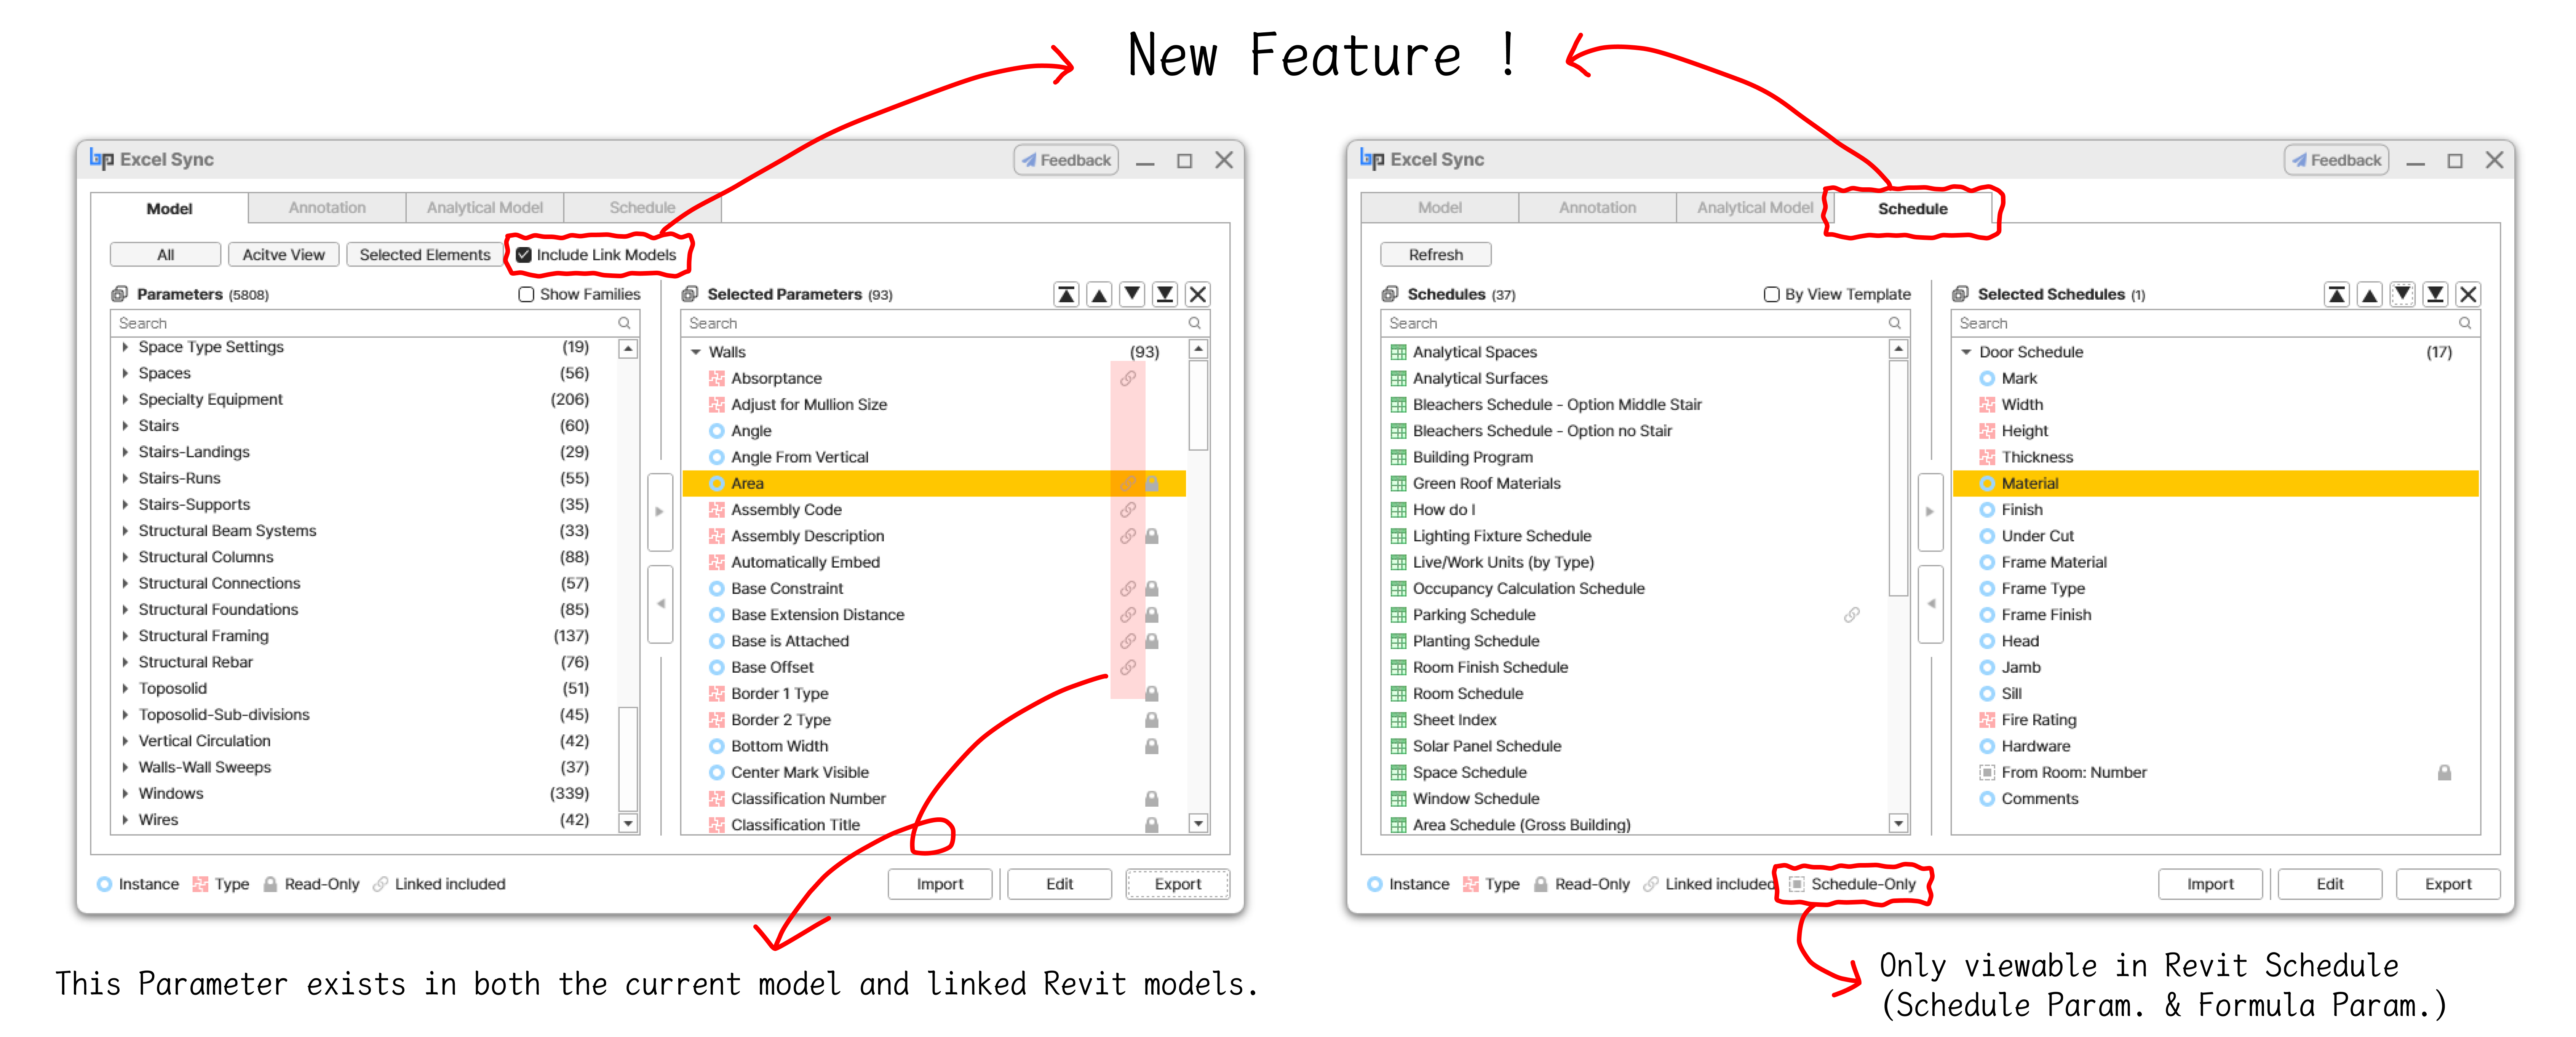 New Feature !
bp Excel Sync
Feedback
Model
Annotation
Analytical Model
Schedule
All
Acitve View
Selected Elements
Include Link Models
Parameters (5808)
Show Families
Search
Space Type Settings (19)
Spaces (56)
Specialty Equipment (206)
Stairs (60)
Stairs-Landings (29)
Stairs-Runs (55)
Stairs-Supports (35)
Structural Beam Systems (33)
Structural Columns (88)
Structural Connections (57)
Structural Foundations (85)
Structural Framing (137)
Structural Rebar (76)
Toposolid (51)
Toposolid-Sub-divisions (45)
Vertical Circulation (42)
Walls-Wall Sweeps (37)
Windows (339)
Wires (42)
Selected Parameters (93)
Search
Walls (93)
Absorptance
Adjust for Mullion Size
Angle
Angle From Vertical
Area
Assembly Code
Assembly Description
Automatically Embed
Base Constraint
Base Extension Distance
Base is Attached
Base Offset
Border 1 Type
Border 2 Type
Bottom Width
Center Mark Visible
Classification Number
Classification Title
Instance
Type
Read-Only
Linked included
Import
Edit
Export
This Parameter exists in both the current model and linked Revit models.
bp Excel Sync
Feedback
Model
Annotation
Analytical Model
Schedule
Refresh
Schedules (37)
By View Template
Search
Analytical Spaces
Analytical Surfaces
Bleachers Schedule - Option Middle Stair
Bleachers Schedule - Option no Stair
Building Program
Green Roof Materials
How do I
Lighting Fixture Schedule
Live/Work Units (by Type)
Occupancy Calculation Schedule
Parking Schedule
Planting Schedule
Room Finish Schedule
Room Schedule
Sheet Index
Solar Panel Schedule
Space Schedule
Window Schedule
Area Schedule (Gross Building)
Selected Schedules (1)
Search
Door Schedule (17)
Mark
Width
Height
Thickness
Material
Finish
Under Cut
Frame Material
Frame Type
Frame Finish
Head
Jamb
Sill
Fire Rating
Hardware
From Room: Number
Comments
Instance
Type
Read-Only
Linked included
Schedule-Only
Import
Edit
Export
Only viewable in Revit Schedule
(Schedule Param. & Formula Param.)